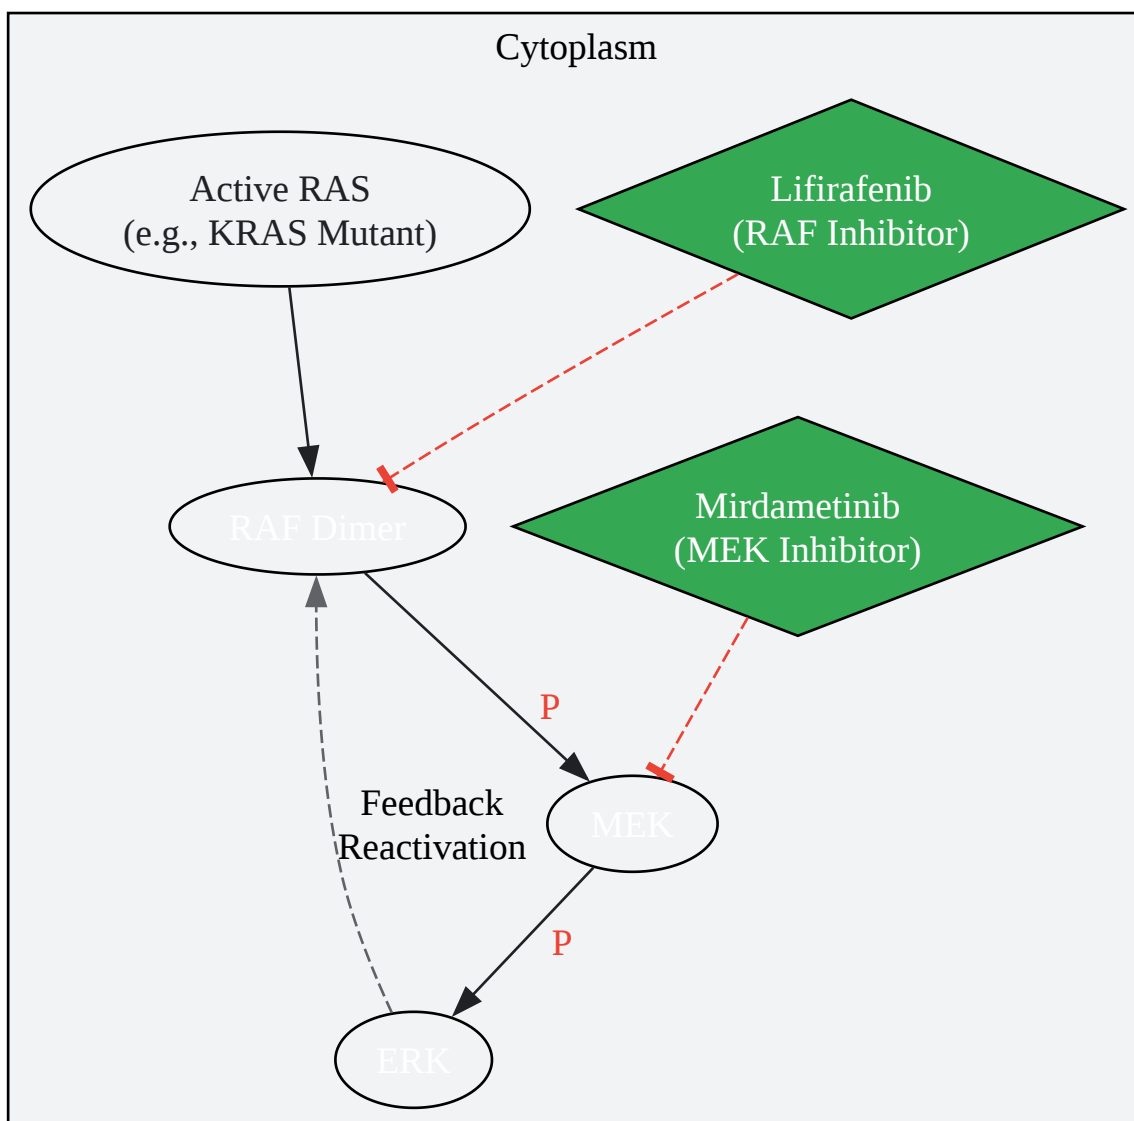 Cytoplasm
Active RAS
(e.g., KRAS Mutant)
Lifirafenib
(RAF Inhibitor)
RAF Dimer
Mirdametinib
(MEK Inhibitor)
P
Feedback
Reactivation
MEK
P
ERK